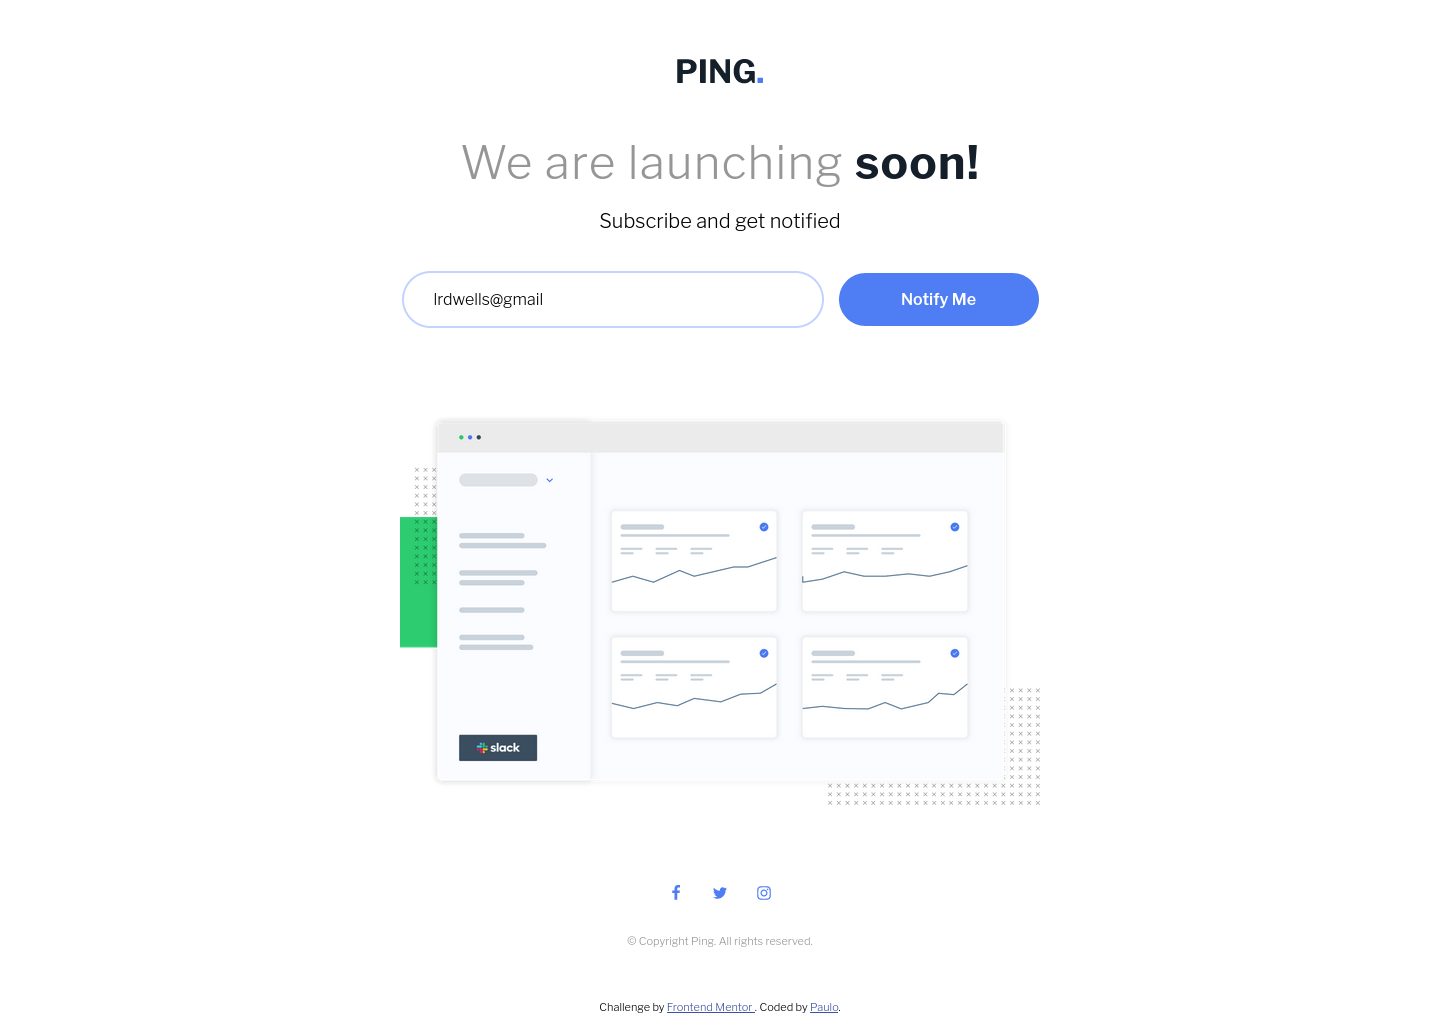 PING.
We are launching soon!
Subscribe and get notified
lrdwells@gmail
Notify Me
slack
© Copyright Ping. All rights reserved.
Challenge by Frontend Mentor . Coded by Paulo.